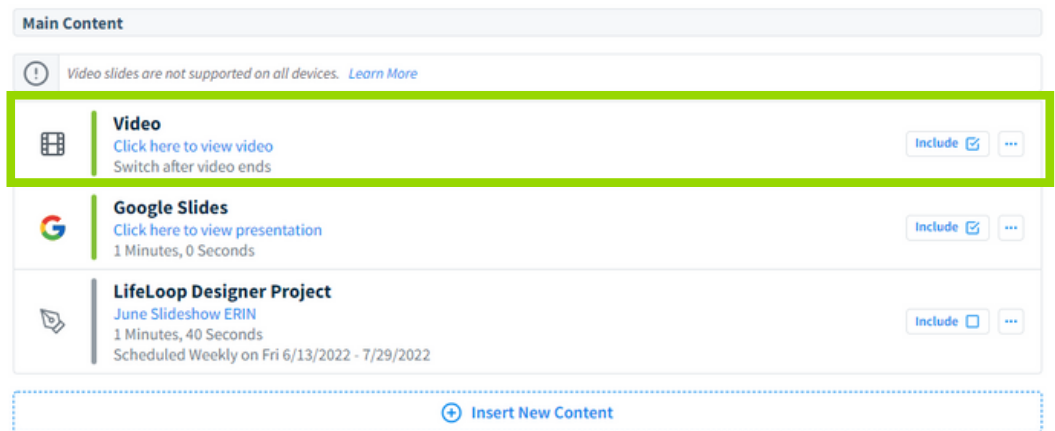 Main Content
Video slides are not supported on all devices. Learn More
Video
Click here to view video
Switch after video ends
Include
Google Slides
Click here to view presentation
1 Minutes, 0 Seconds
Include
LifeLoop Designer Project
June Slideshow ERIN
1 Minutes, 40 Seconds
Scheduled Weekly on Fri 6/13/2022 - 7/29/2022
Include
Insert New Content